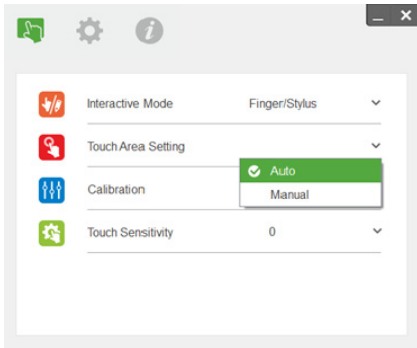 Interactive Mode Finger/Stylus
Touch Area Setting
Auto
Calibration
Manual
Touch Sensitivity 0